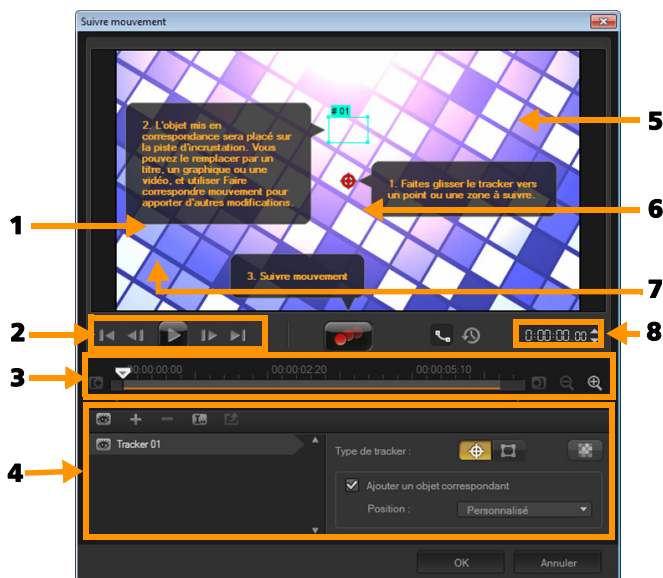 Suivre mouvement
# 01
2. L'objet mis en
correspondance sera placé sur
la piste d'incrustation. Vous
pouvez le remplacer par un
titre, un graphique ou une
vidéo, et utiliser Faire
correspondre mouvement pour
apporter d'autres modifications.
1. Faites glisser le tracker vers
un point ou une zone à suivre.
3. Suivre mouvement
1
2
3
4
5
6
7
8
0:00:00.00
00:00:00:00 00:00:02:20 00:00:05:10
Tracker 01
Type de tracker :
Ajouter un objet correspondant
Position : Personnalisé
OK Annuler